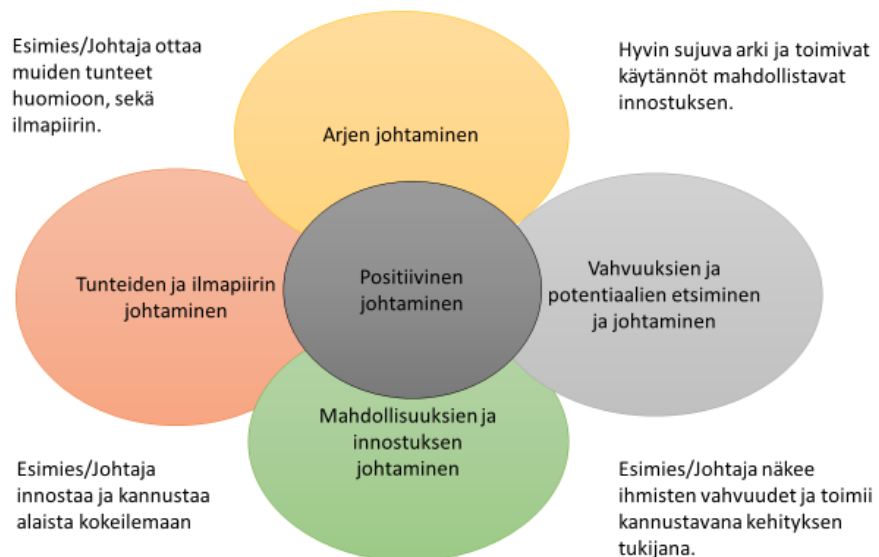 Esimies/Johtaja ottaa
muiden tunteet
huomioon, sekä
ilmapiirin.
Hyvin sujuva arki ja toimivat
käytännöt mahdollistavat
innostuksen.
Arjen johtaminen
Tunteiden ja ilmapiirin
johtaminen
Positiivinen
johtaminen
Vahvuuksien ja
potentiaalien etsiminen
ja johtaminen
Mahdollisuuksien ja
innostuksen
johtaminen
Esimies/Johtaja
innostaa ja kannustaa
alaista kokeilemaan
Esimies/Johtaja näkee
ihmisten vahvuudet ja toimii
kannustavana kehityksen
tukijana.